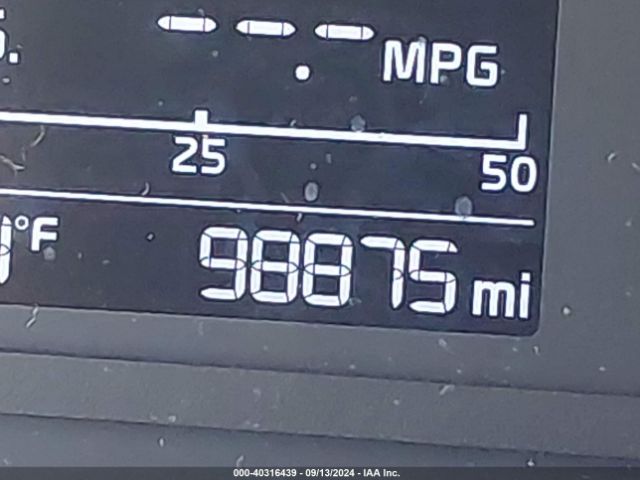 --.- MPG
25 50
°F 98875 mi
000-40316439 - 09/13/2024 - IAA Inc.